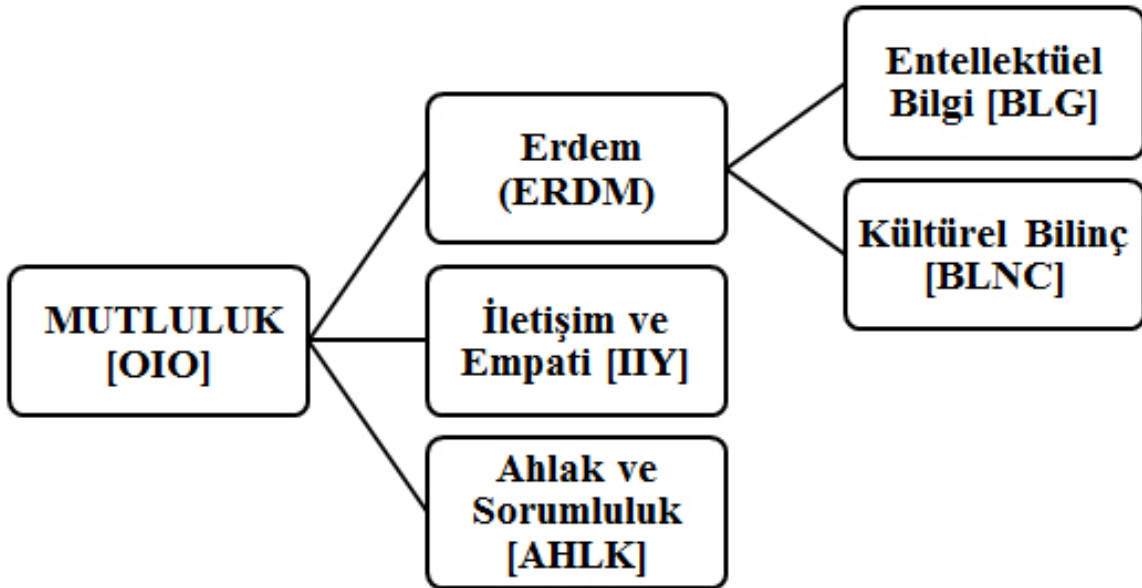 MUTLULUK
[OIO]
Erdem
(ERDM)
İletişim ve
Empati [IIY]
Ahlak ve
Sorumluluk
[AHLK]
Entellektüel
Bilgi [BLG]
Kültürel Bilinç
[BLNC]